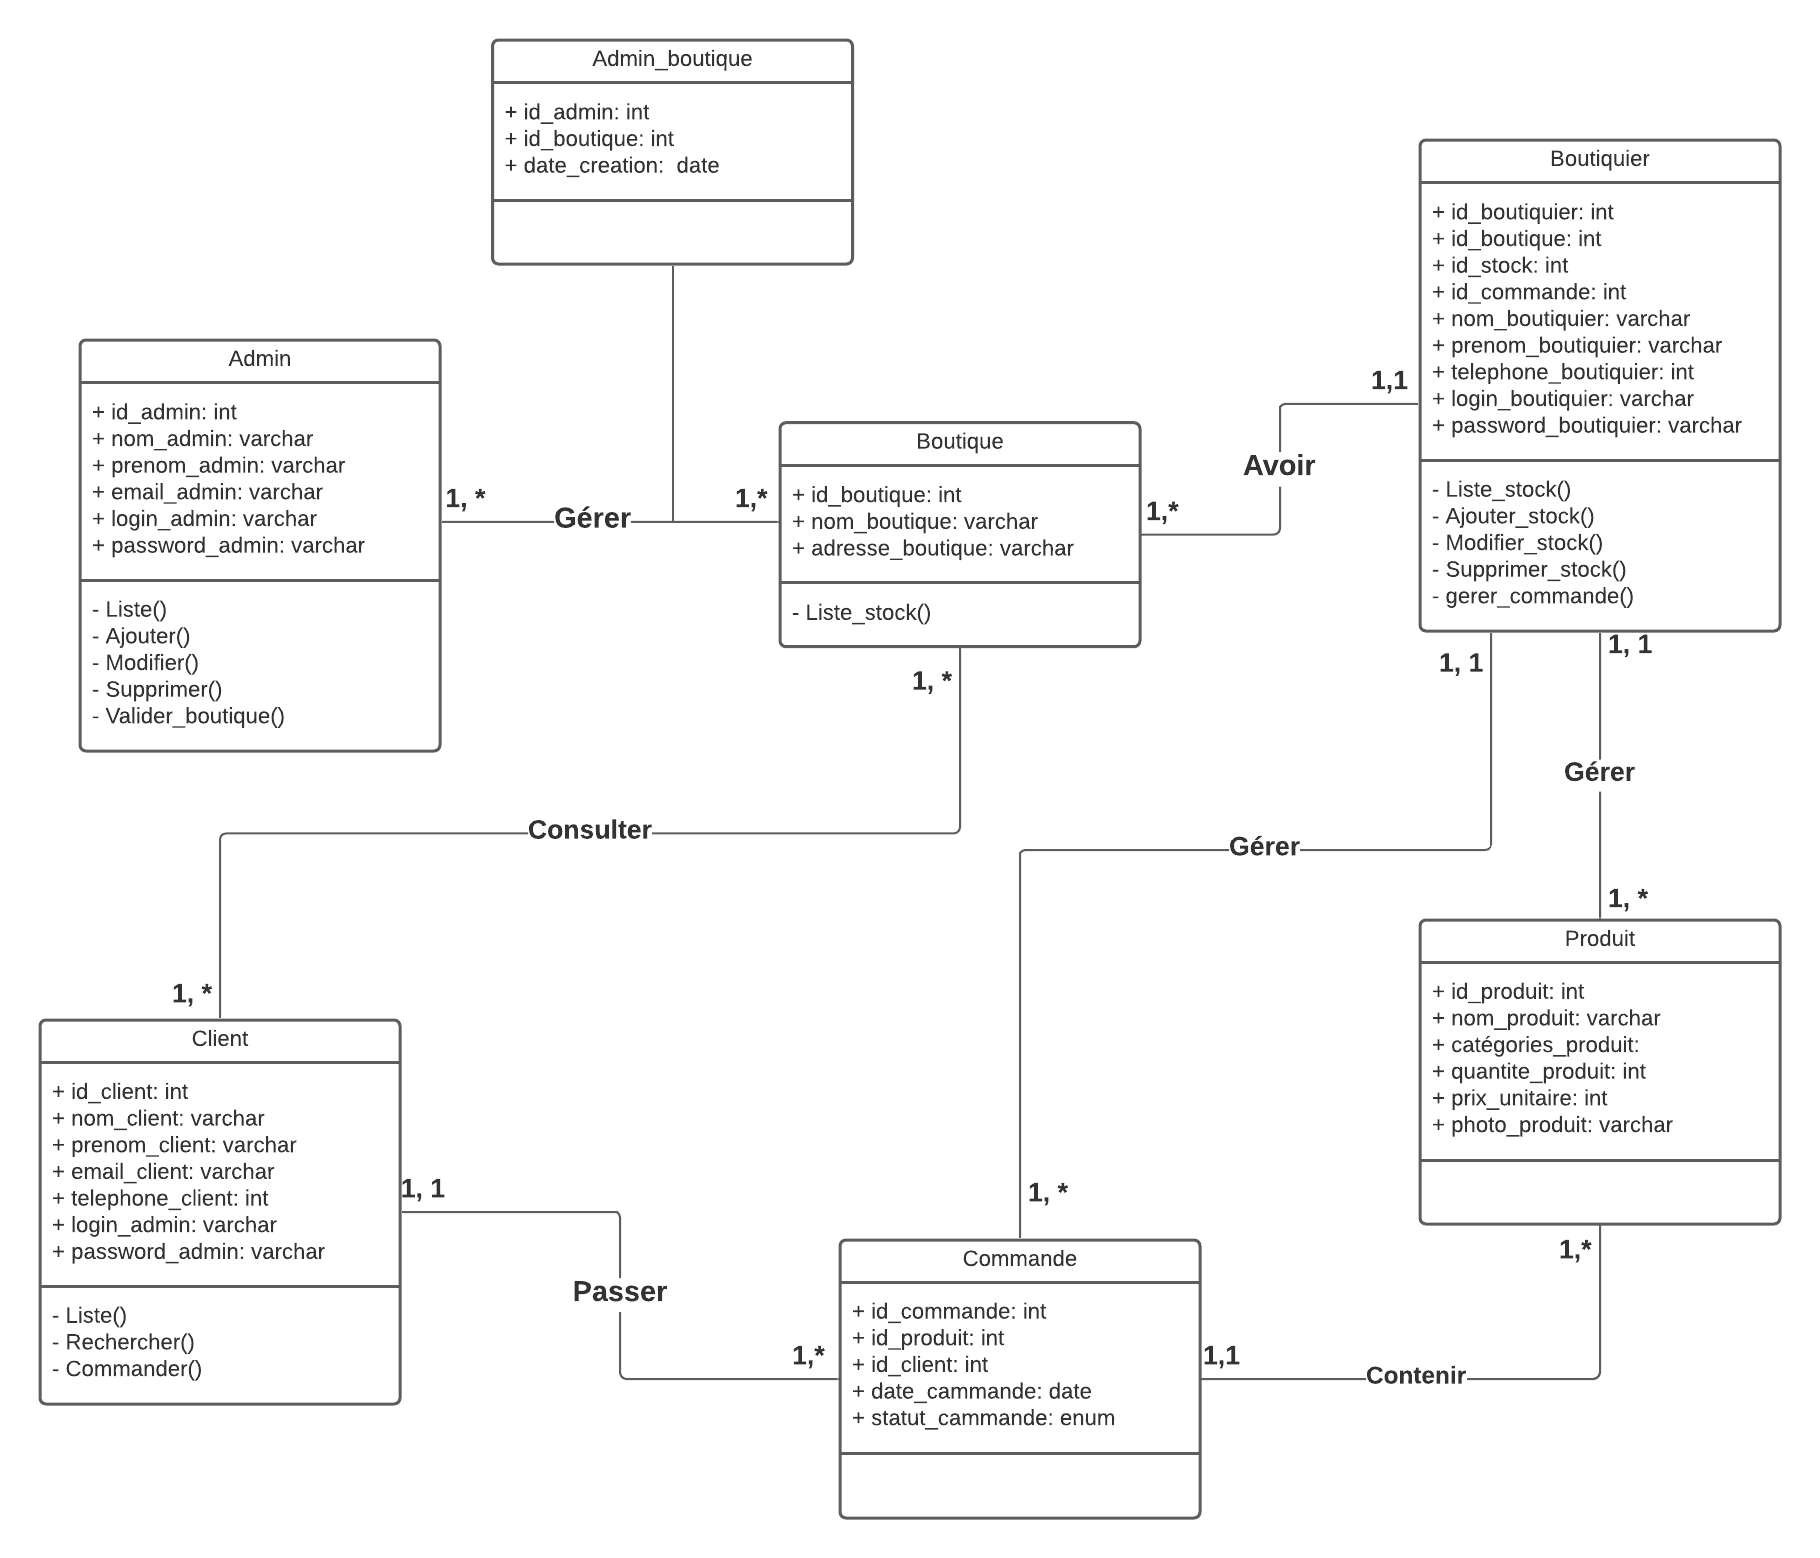 Admin_boutique
+ id_admin: int
+ id_boutique: int
+ date_creation:  date
Boutiquier
+ id_boutiquier: int
+ id_boutique: int
+ id_stock: int
+ id_commande: int
+ nom_boutiquier: varchar
+ prenom_boutiquier: varchar
+ telephone_boutiquier: int
+ login_boutiquier: varchar
+ password_boutiquier: varchar
- Liste_stock()
- Ajouter_stock()
- Modifier_stock()
- Supprimer_stock()
- gerer_commande()
Admin
+ id_admin: int
+ nom_admin: varchar
+ prenom_admin: varchar
+ email_admin: varchar
+ login_admin: varchar
+ password_admin: varchar
- Liste()
- Ajouter()
- Modifier()
- Supprimer()
- Valider_boutique()
1, *
Gérer
1,*
Boutique
+ id_boutique: int
+ nom_boutique: varchar
+ adresse_boutique: varchar
- Liste_stock()
1,1
Avoir
1,*
1, *
Consulter
1, *
1, 1
Gérer
1, *
1, 1
Gérer
1, *
Produit
+ id_produit: int
+ nom_produit: varchar
+ catégories_produit:
+ quantite_produit: int
+ prix_unitaire: int
+ photo_produit: varchar
Client
+ id_client: int
+ nom_client: varchar
+ prenom_client: varchar
+ email_client: varchar
+ telephone_client: int
+ login_admin: varchar
+ password_admin: varchar
- Liste()
- Rechercher()
- Commander()
1, 1
Passer
1,*
Commande
+ id_commande: int
+ id_produit: int
+ id_client: int
+ date_cammande: date
+ statut_cammande: enum
1,1
Contenir
1,*